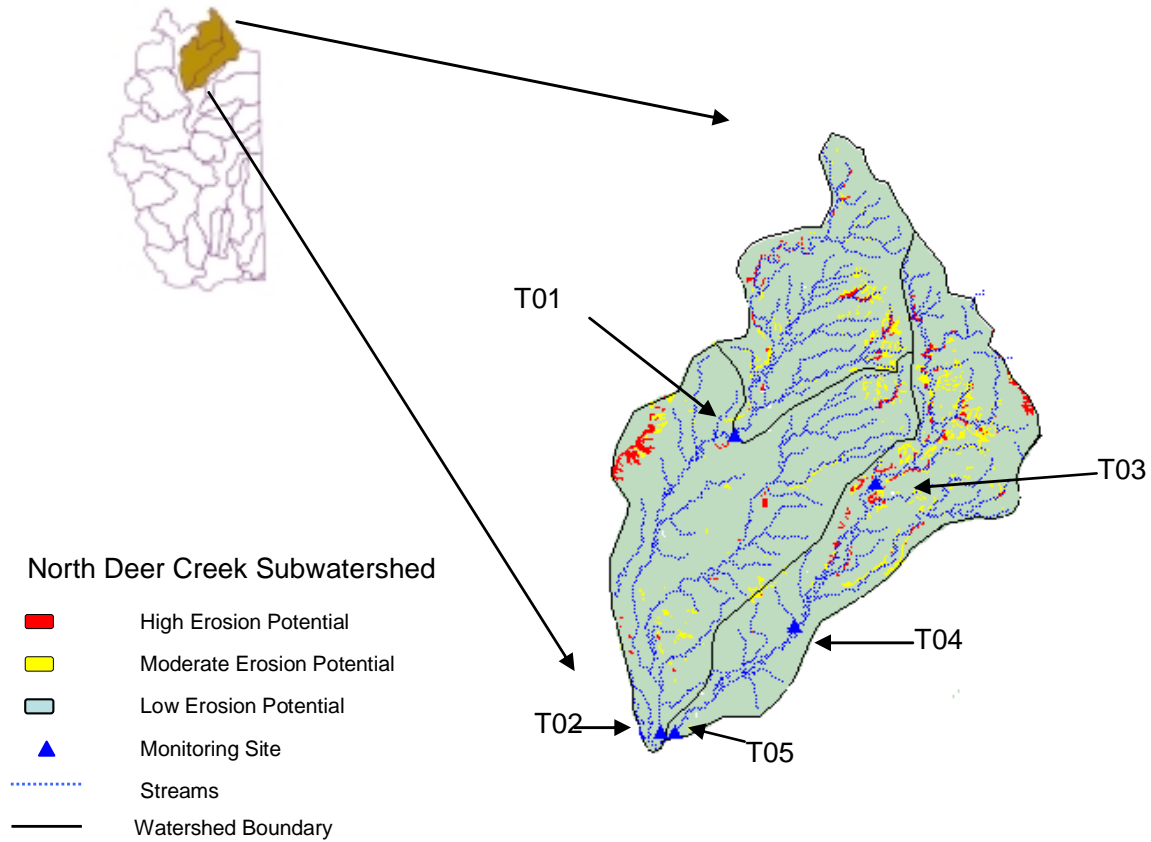 T01
T03
T04
T02
T05
North Deer Creek Subwatershed
High Erosion Potential
Moderate Erosion Potential
Low Erosion Potential
Monitoring Site
Streams
Watershed Boundary